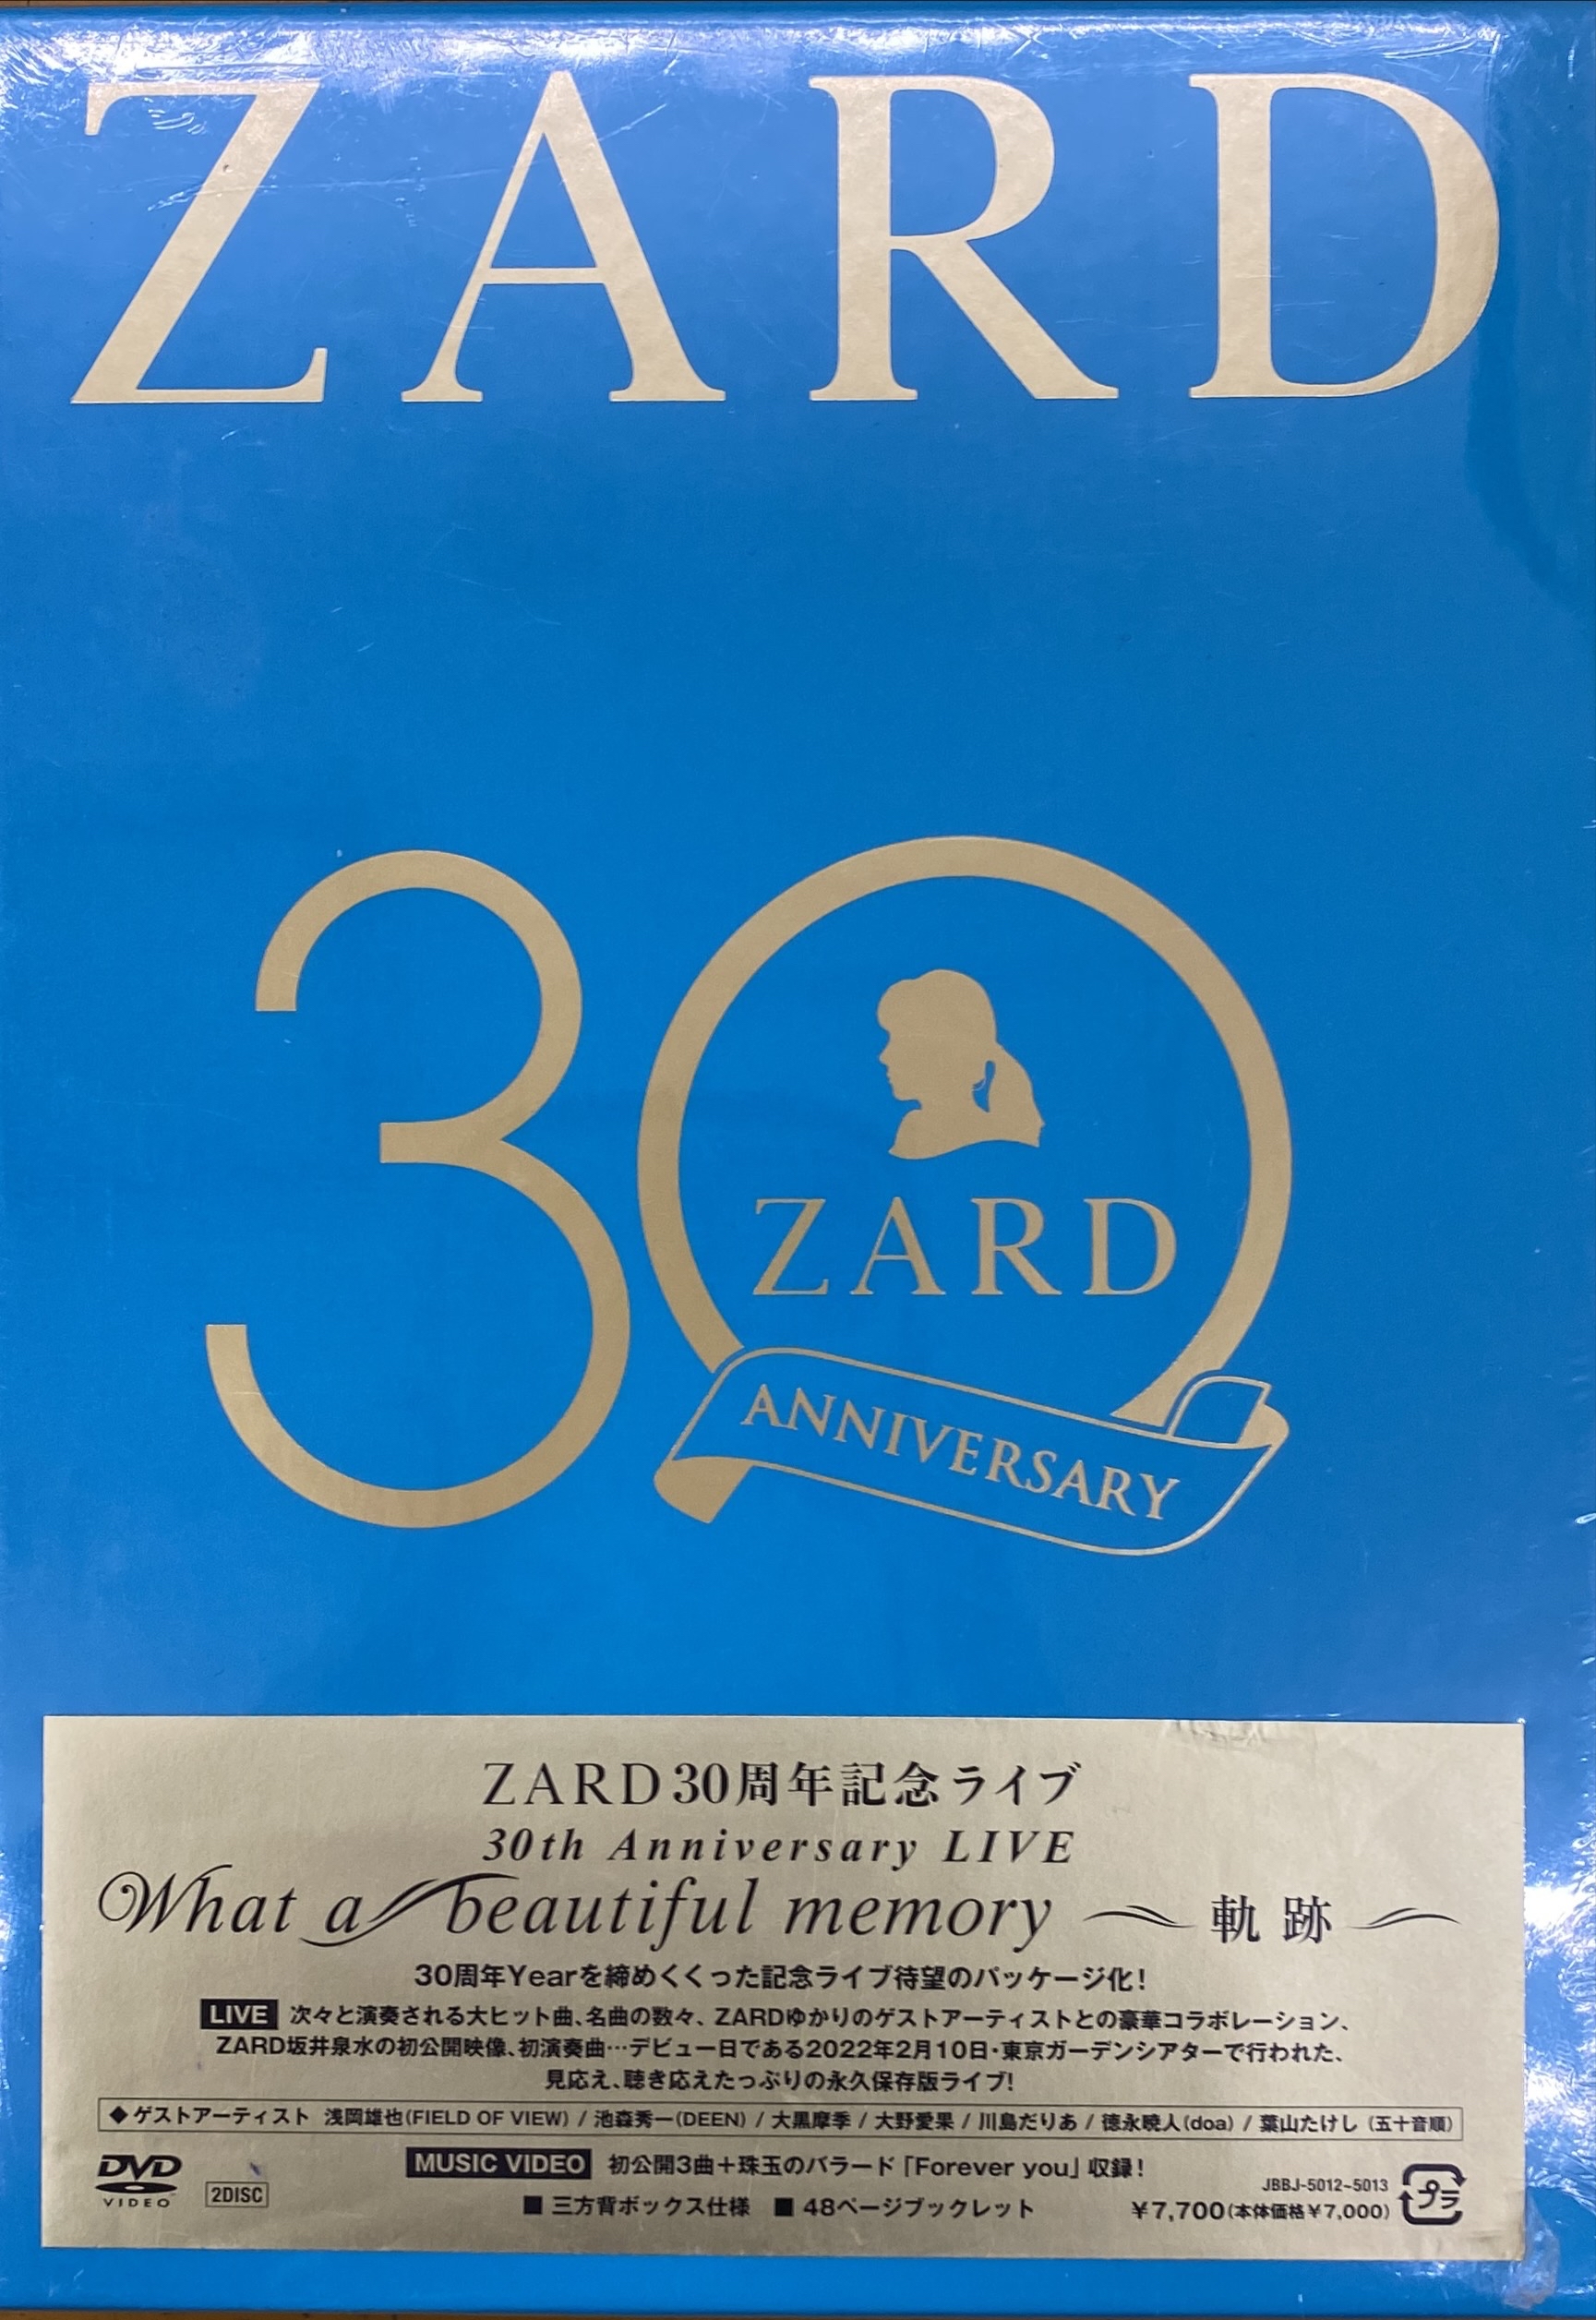 ZARD
30
ZARD
ANNIVERSARY
ZARD30周年記念ライブ
30th Anniversary LIVE
What a beautiful memory 〜軌跡〜
30周年Yearを締めくくった記念ライブ待望のパッケージ化!
LIVE 次々と演奏される大ヒット曲、名曲の数々、ZARDゆかりのゲストアーティストとの豪華コラボレーション、
ZARD坂井泉水の初公開映像、初演奏曲…デビュー日である2022年2月10日・東京ガーデンシアターで行われた、
見応え、聴き応えたっぷりの永久保存版ライブ!
◆ゲストアーティスト 浅岡雄也(FIELD OF VIEW) / 池森秀一(DEEN) / 大黒摩季 / 大野愛果 / 川島だりあ / 徳永暁人(doa) / 葉山たけし (五十音順)
MUSIC VIDEO 初公開3曲+珠玉のバラード「Forever you」収録!
■ 三方背ボックス仕様 ■ 48ページブックレット
DVD
VIDEO
2DISC
JBBJ-5012~5013
¥7,700(本体価格¥7,000)
プラ